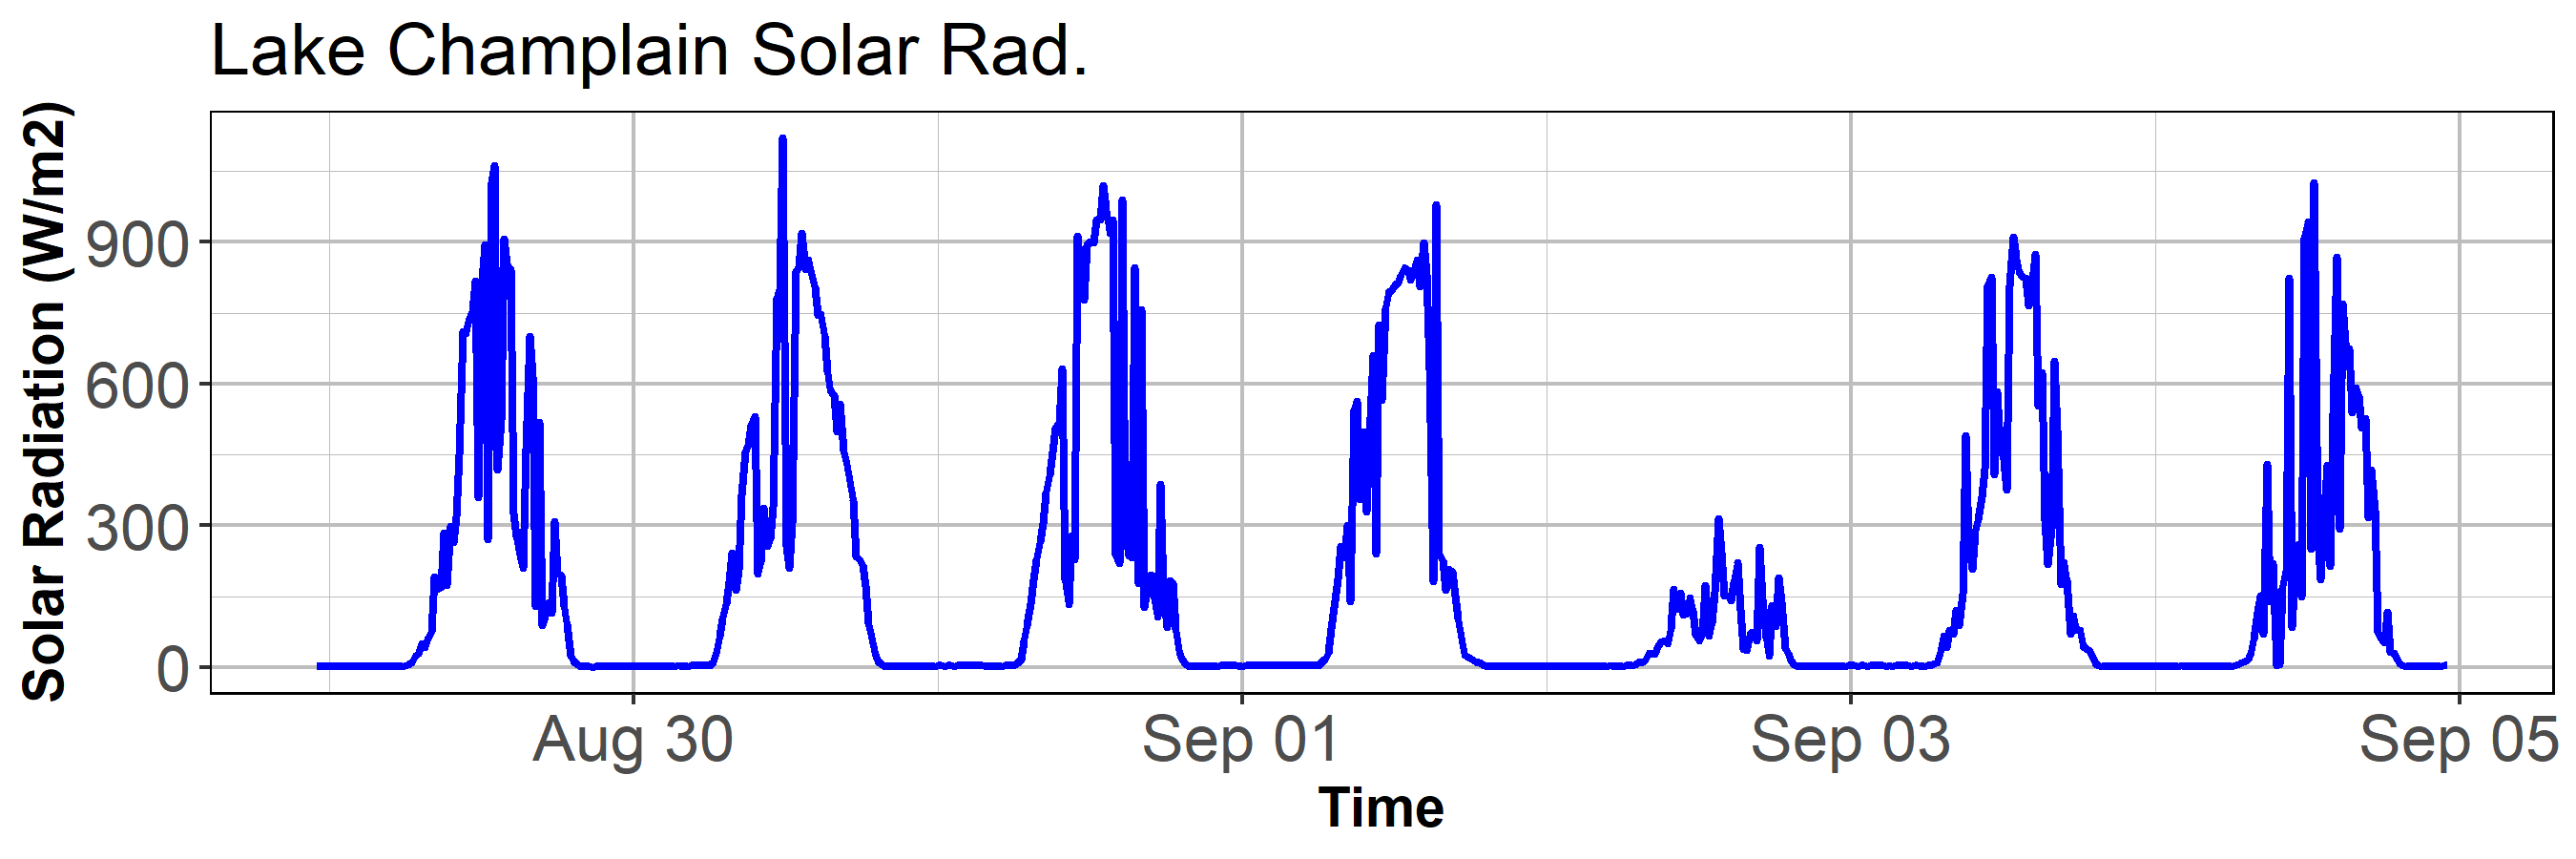 Lake Champlain Solar Rad.
Solar Radiation (W/m2)
900
600
300
0
Aug 30 Sep 01 Sep 03 Sep 05
Time